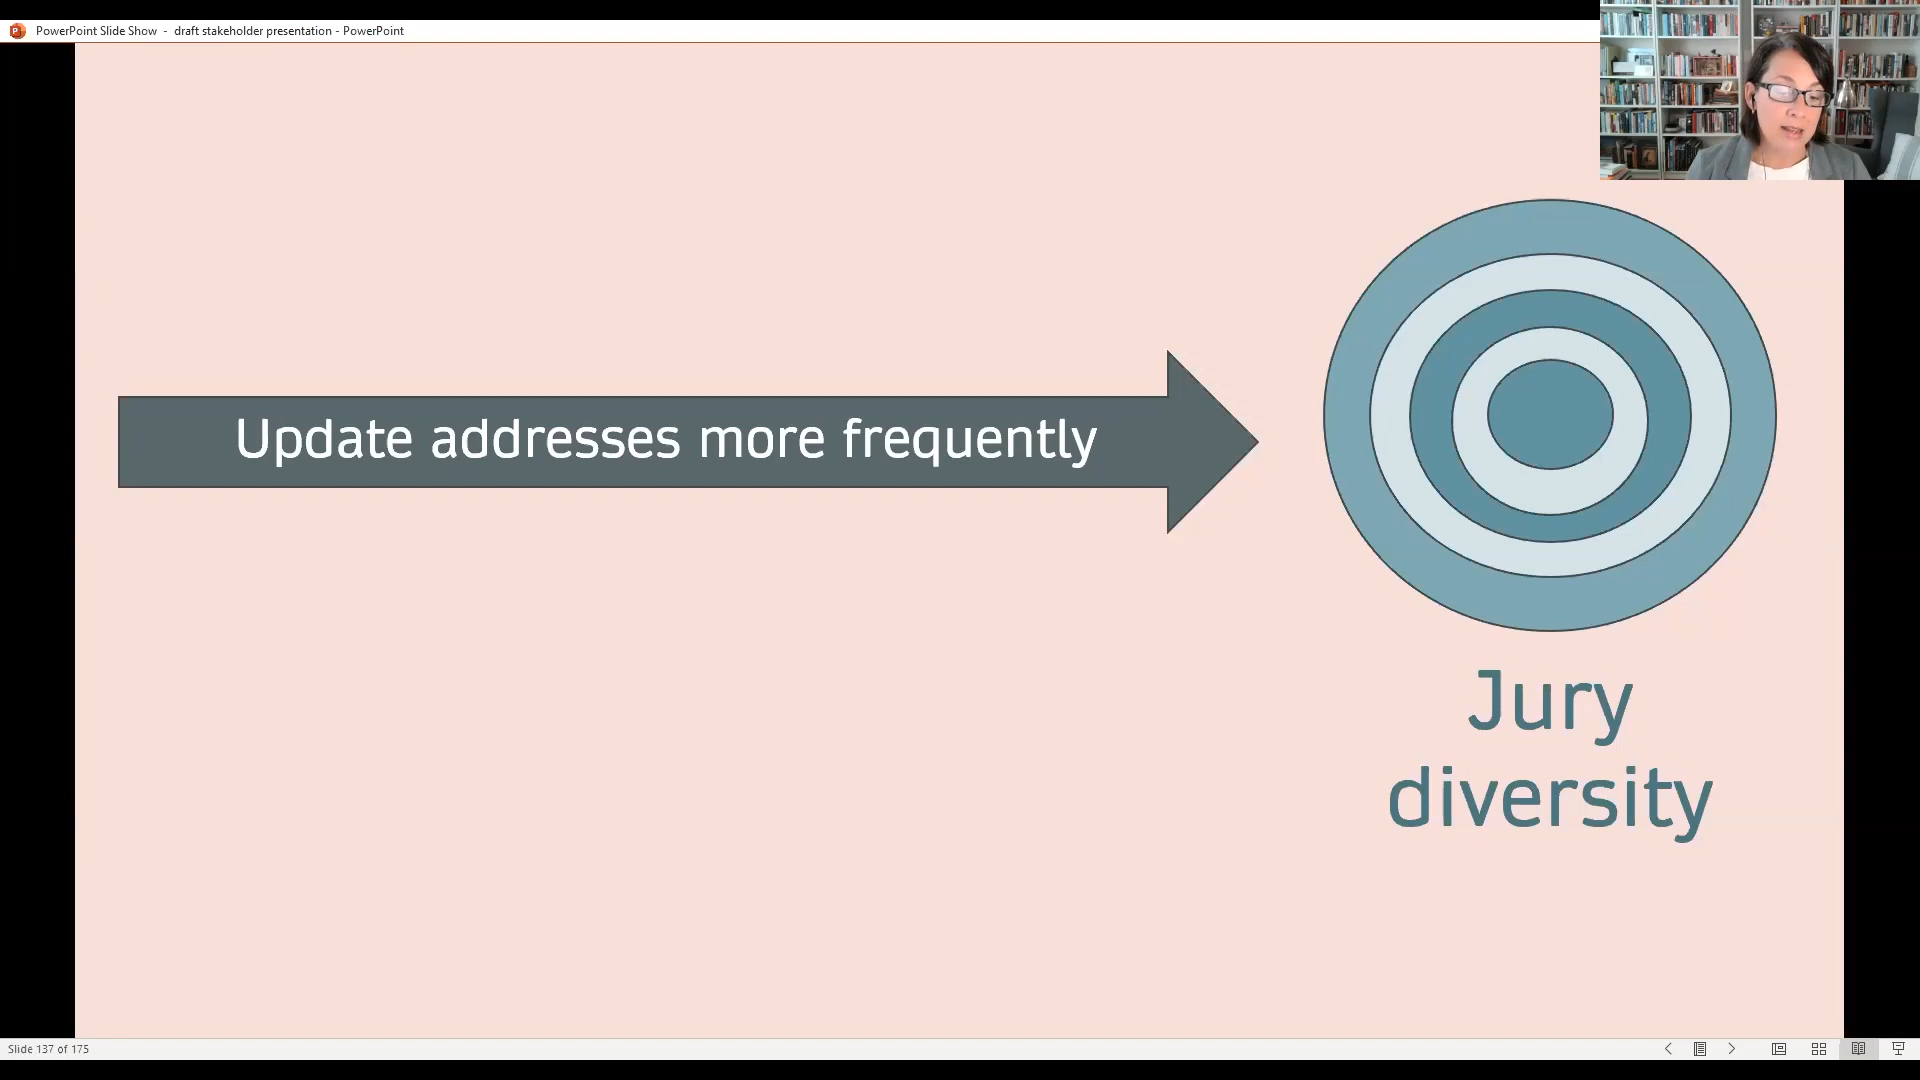 PowerPoint Slide Show - draft stakeholder presentation - PowerPoint
Update addresses more frequently
Jury
diversity
Slide 137 of 175